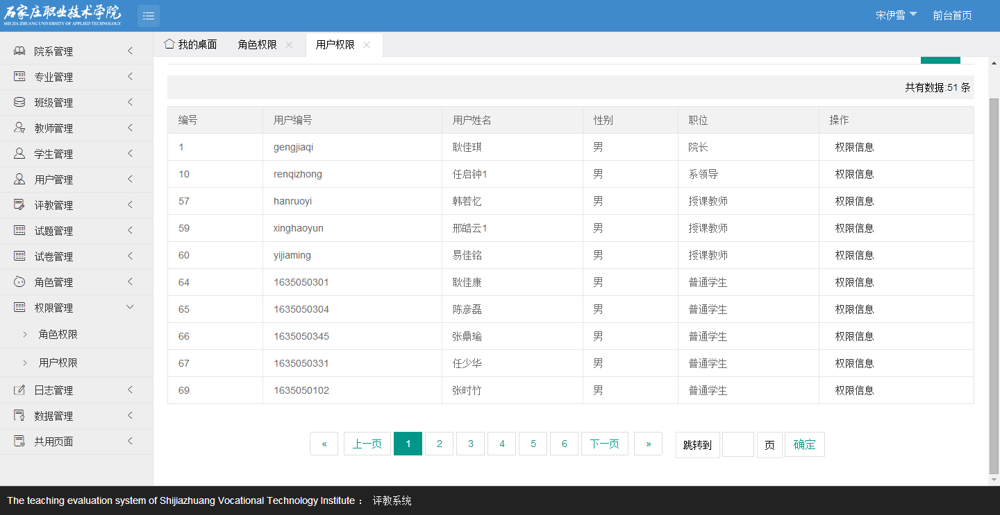 石家庄职业技术学院
SHI JIA ZHUANG UNIVERSITY OF APPLIED TECHNOLOGY
宋伊雪 前台首页
院系管理
专业管理
班级管理
教师管理
学生管理
用户管理
评教管理
试题管理
试卷管理
角色管理
权限管理
角色权限
用户权限
日志管理
数据管理
共用页面
我的桌面 角色权限 用户权限
共有数据:51 条
编号 用户编号 用户姓名 性别 职位 操作
1 gengjiaqi 耿佳琪 男 院长 权限信息
10 renqizhong 任启钟1 男 系领导 权限信息
57 hanruoyi 韩若忆 男 授课教师 权限信息
59 xinghaoyun 邢皓云1 男 授课教师 权限信息
60 yijiaming 易佳铭 男 授课教师 权限信息
64 1635050301 耿佳康 男 普通学生 权限信息
65 1635050304 陈彦磊 男 普通学生 权限信息
66 1635050345 张鼎瑜 男 普通学生 权限信息
67 1635050331 任少华 男 普通学生 权限信息
69 1635050102 张时竹 男 普通学生 权限信息
« 上一页 1 2 3 4 5 6 下一页 » 跳转到 页 确定
The teaching evaluation system of Shijiazhuang Vocational Technology Institute： 评教系统